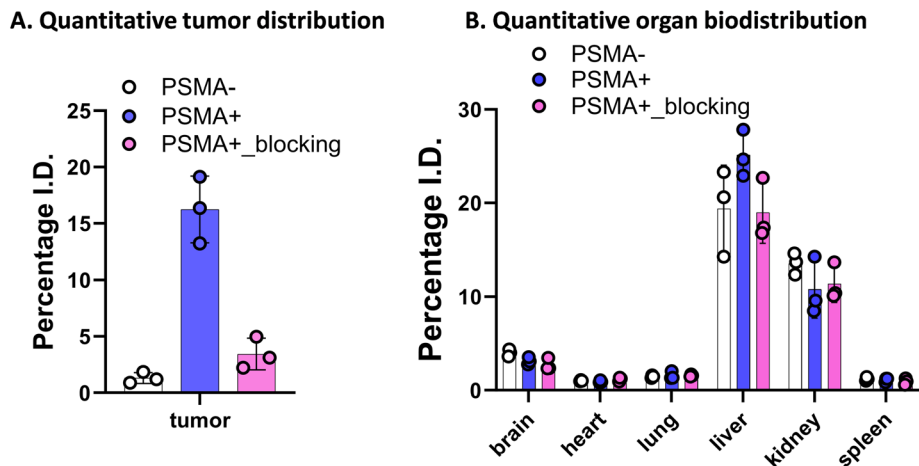 A. Quantitative tumor distribution
PSMA-
PSMA+
PSMA+_blocking
Percentage I.D.
25
20
15
10
5
0
tumor
B. Quantitative organ biodistribution
PSMA-
PSMA+
PSMA+_blocking
Percentage I.D.
30
20
10
0
brain
heart
lung
liver
kidney
spleen